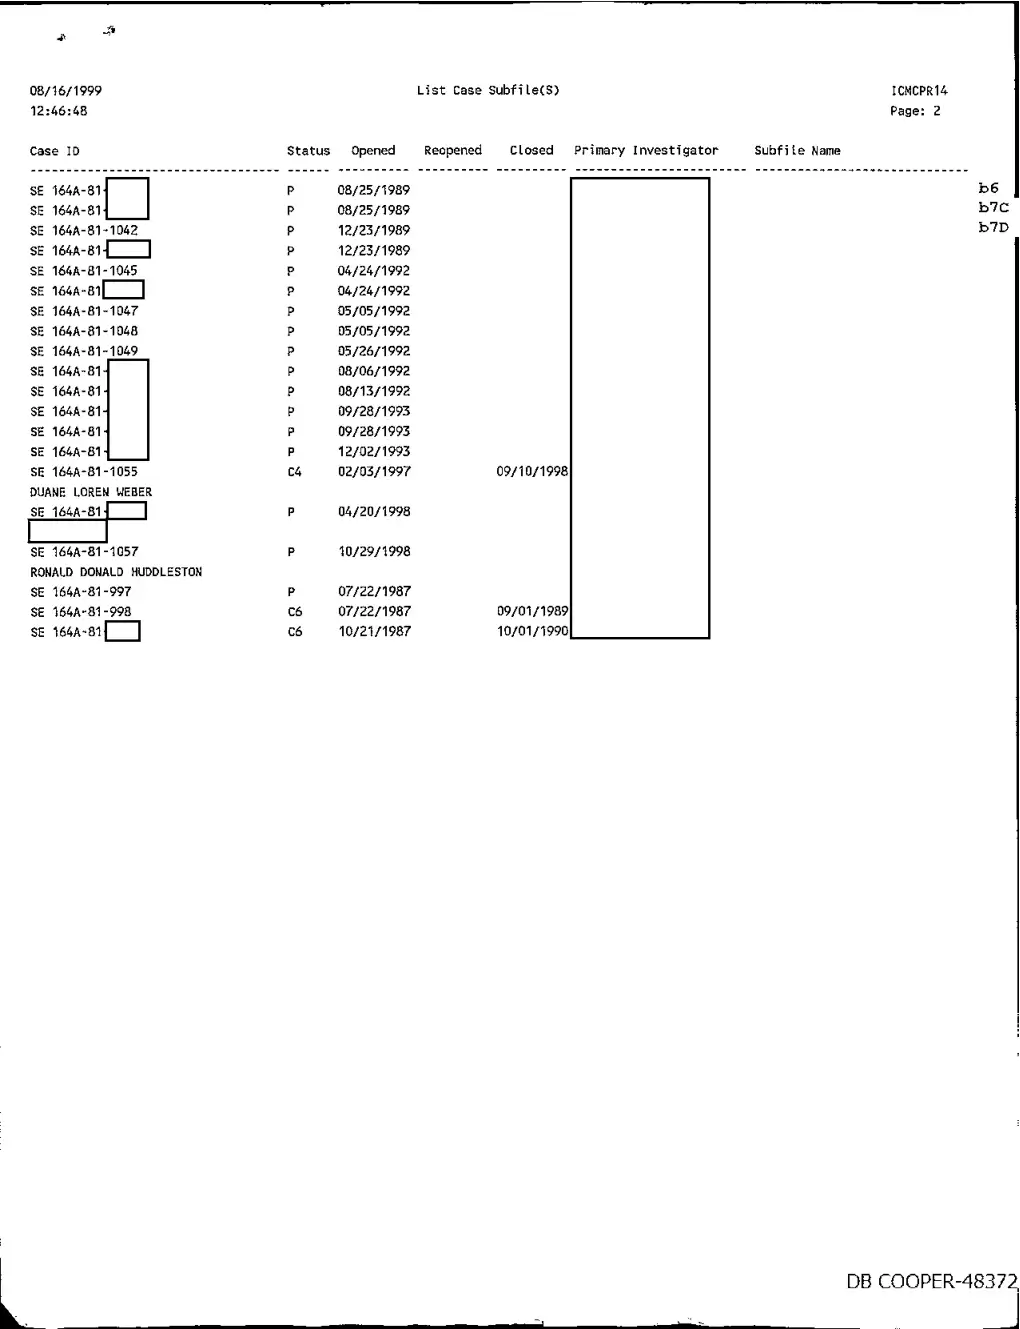 08/16/1999 List Case Subfile(S) ICMCPR14
12:46:48 Page: 2
Case ID Status Opened Reopened Closed Primary Investigator Subfile Name
SE 164A-81- P 08/25/1989 b6
SE 164A-81- P 08/25/1989 b7C
SE 164A-81-1042 P 12/23/1989 b7D
SE 164A-81- P 12/23/1989
SE 164A-81-1045 P 04/24/1992
SE 164A-81 P 04/24/1992
SE 164A-81-1047 P 05/05/1992
SE 164A-81-1048 P 05/05/1992
SE 164A-81-1049 P 05/26/1992
SE 164A-81- P 08/06/1992
SE 164A-81- P 08/13/1992
SE 164A-81- P 09/28/1993
SE 164A-81- P 09/28/1993
SE 164A-81- P 12/02/1993
SE 164A-81-1055 C4 02/03/1997 09/10/1998
DUANE LOREN WEBER
SE 164A-81- P 04/20/1998
SE 164A-81-1057 P 10/29/1998
RONALD DONALD HUDDLESTON
SE 164A-81-997 P 07/22/1987
SE 164A-81-998 C6 07/22/1987 09/01/1989
SE 164A-81- C6 10/21/1987 10/01/1990
DB COOPER-48372